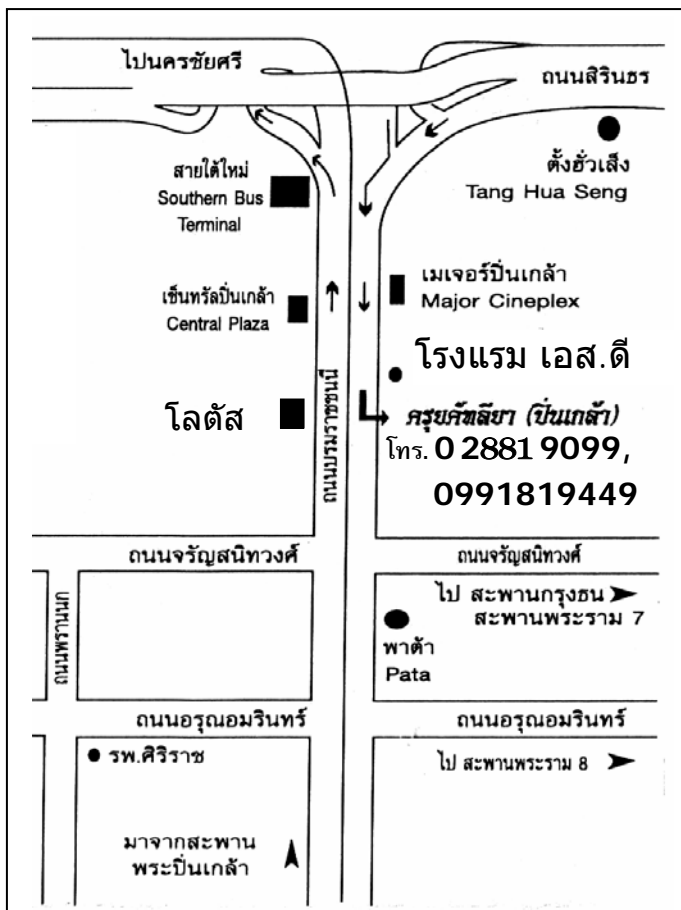 ไปนครชัยศรี
ถนนสิรินธร
สายใต้ใหม่
Southern Bus
Terminal
ตั้งฮั่วเส็ง
Tang Hua Seng
เซ็นทรัลปิ่นเกล้า
Central Plaza
เมเจอร์ปิ่นเกล้า
Major Cineplex
โรงแรม เอส.ดี
โลตัส
ถนนบรมราชชนนี
ครุยคัทลียา (ปิ่นเกล้า)
โทร. 0 2881 9099,
0991819449
ถนนจรัญสนิทวงศ์
ถนนจรัญสนิทวงศ์
ถนนพรานนก
ไป สะพานกรุงธน
สะพานพระราม 7
พาต้า
Pata
ถนนอรุณอมรินทร์
ถนนอรุณอมรินทร์
รพ.ศิริราช
ไป สะพานพระราม 8
มาจากสะพาน
พระปิ่นเกล้า